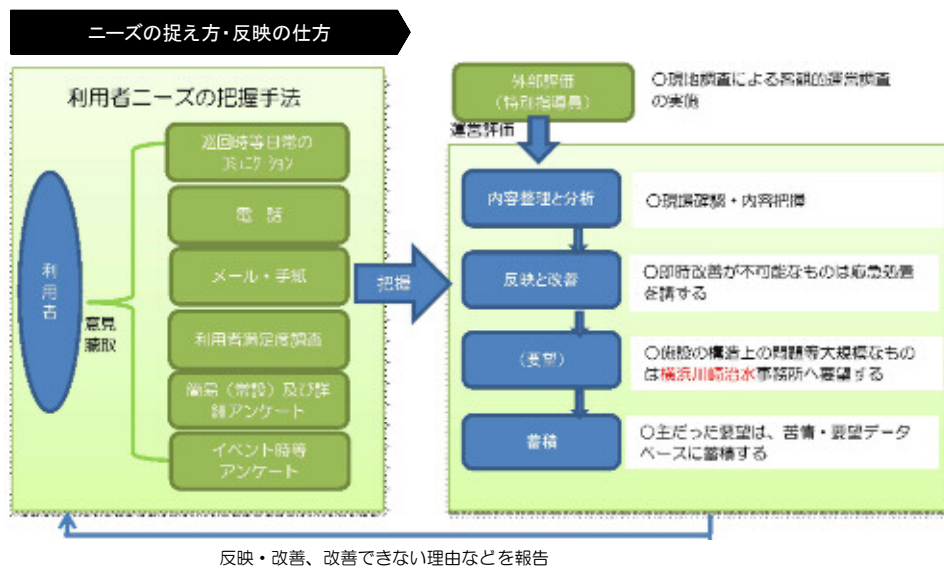 ニーズの捉え方・反映の仕方
利用者ニーズの把握手法
利用者
意見
聴取
巡回時等日常の
ｺﾐｭﾆｹｰｼｮﾝ
電　話
メール・手紙
利用者満足度調査
簡易（常設）及び詳
細アンケート
イベント時等
アンケート
把握
外部評価
（特別指導員）
○現地調査による客観的運営調査
の実施
運営評価
内容整理と分析
○現場確認・内容把握
反映と改善
○即時改善が不可能なものは応急処置
を講する
（要望）
○施設の構造上の問題等大規模なもの
は横浜川崎治水事務所へ要望する
蓄積
○主だった要望は、苦情・要望データ
ベースに蓄積する
反映・改善、改善できない理由などを報告